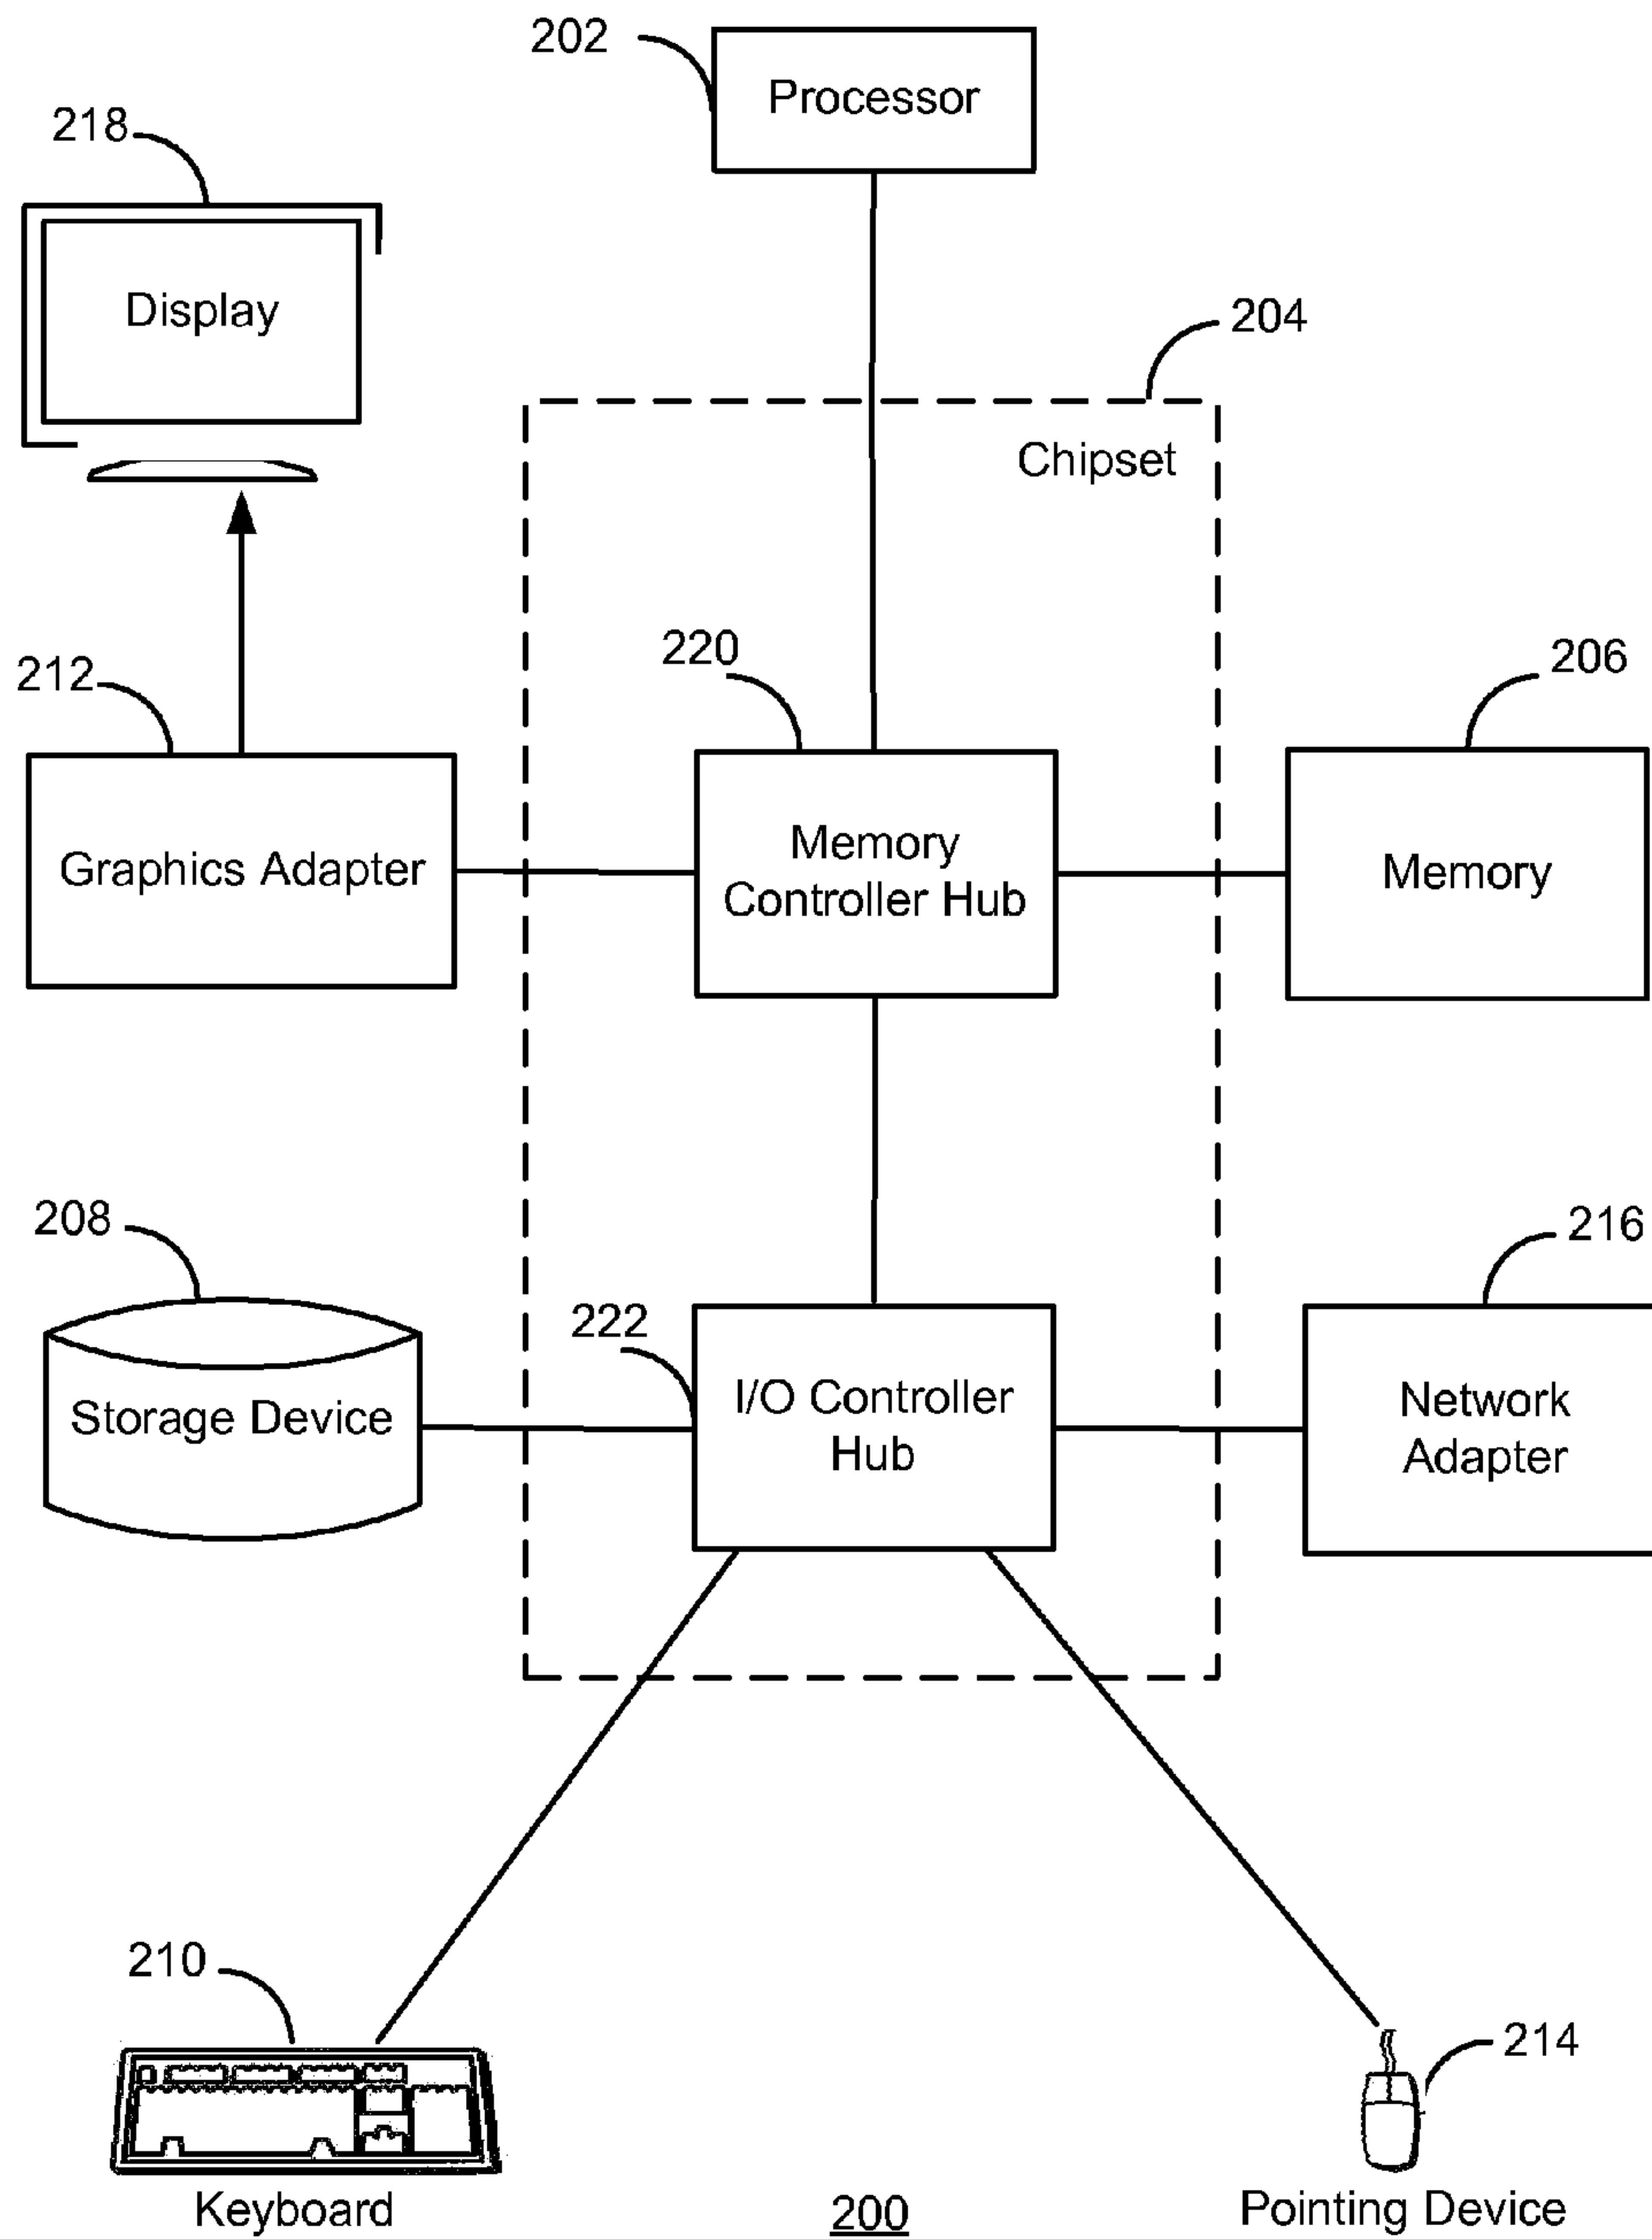 202
Processor
218
Display
204
Chipset
212
220
206
Graphics Adapter
Memory
Controller Hub
Memory
208
222
216
Storage Device
I/O Controller
Hub
Network
Adapter
210
214
Keyboard
200
Pointing Device